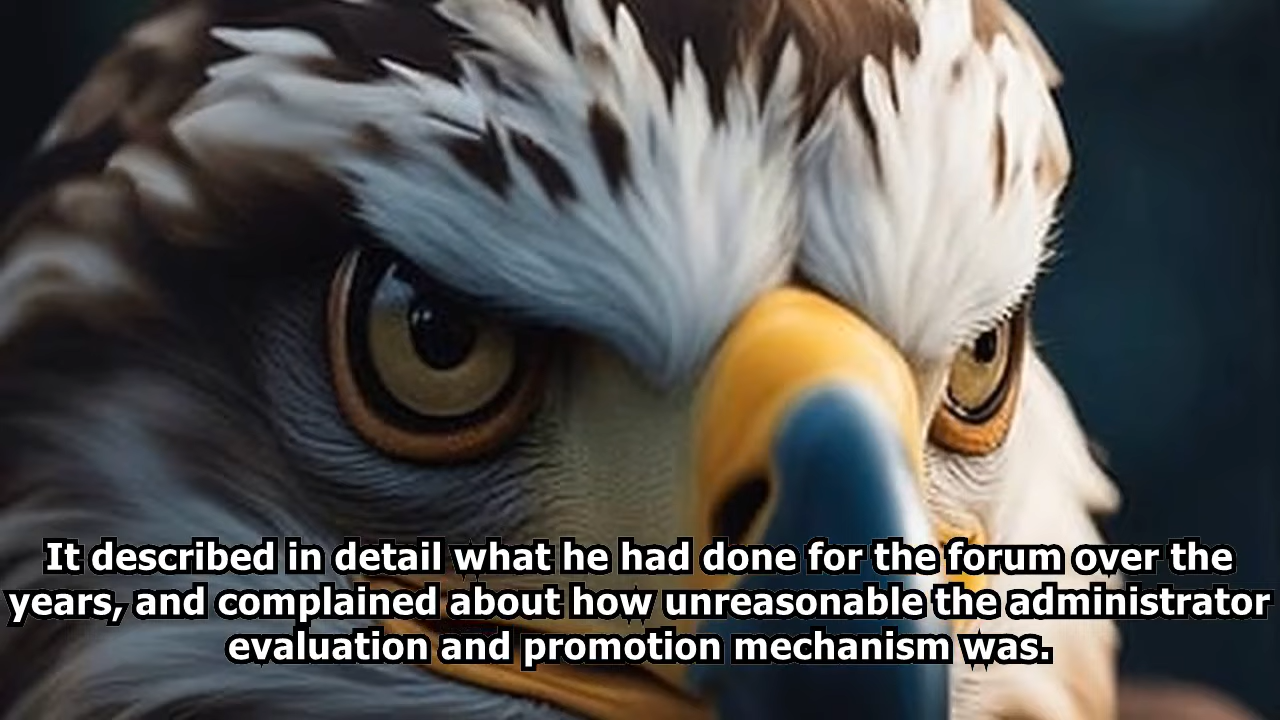 It described in detail what he had done for the forum over the
years, and complained about how unreasonable the administrator
evaluation and promotion mechanism was.